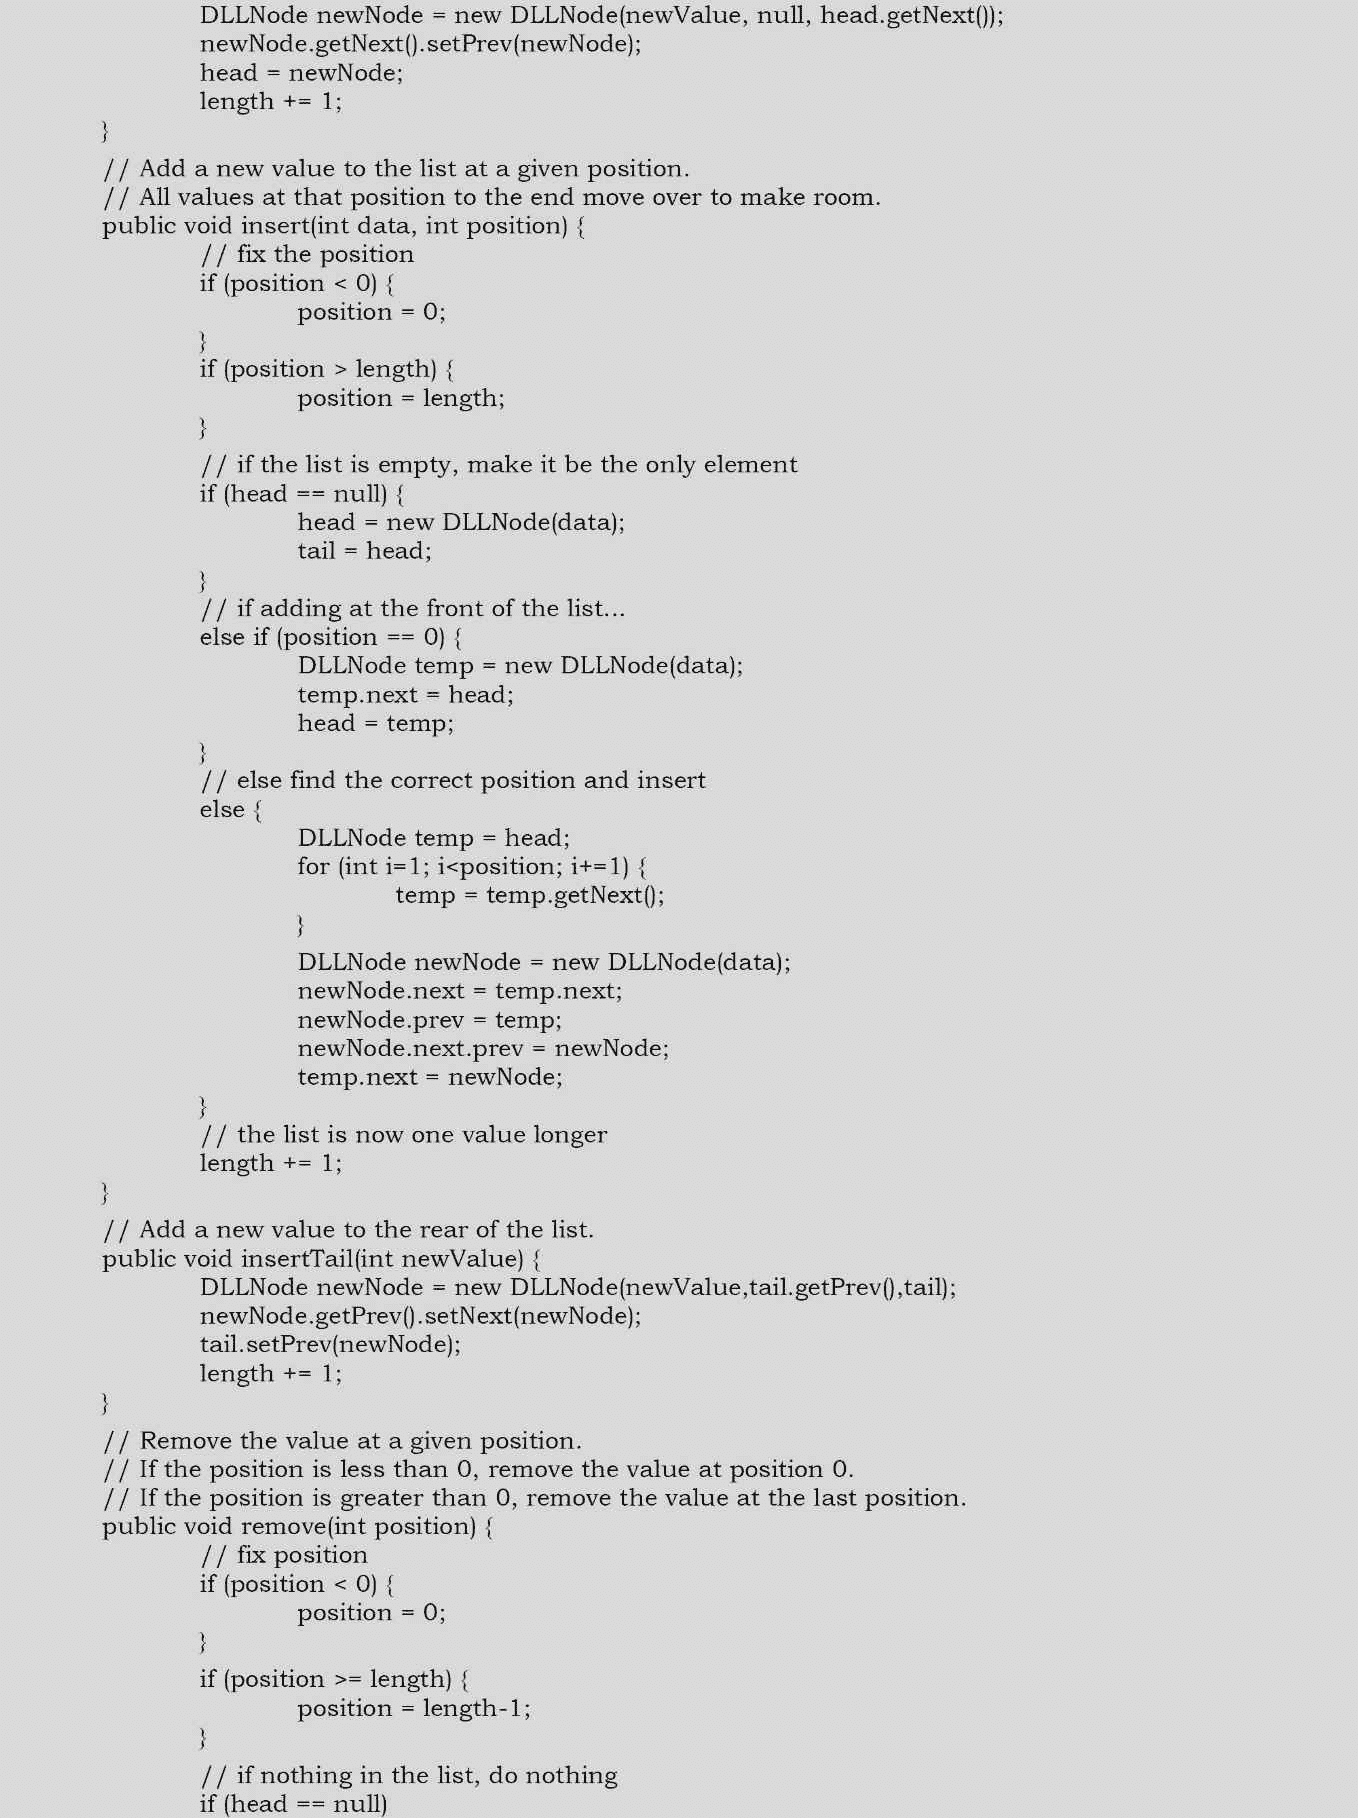 DLLNode newNode = new DLLNode(newValue, null, head.getNext());
newNode.getNext().setPrev(newNode);
head = newNode;
length += 1;
}
// Add a new value to the list at a given position.
// All values at that position to the end move over to make room.
public void insert(int data, int position) {
// fix the position
if (position < 0) {
position = 0;
}
if (position > length) {
position = length;
}
// if the list is empty, make it be the only element
if (head == null) {
head = new DLLNode(data);
tail = head;
}
// if adding at the front of the list...
else if (position == 0) {
DLLNode temp = new DLLNode(data);
temp.next = head;
head = temp;
}
// else find the correct position and insert
else {
DLLNode temp = head;
for (int i=1; i<position; i+=1) {
temp = temp.getNext();
}
DLLNode newNode = new DLLNode(data);
newNode.next = temp.next;
newNode.prev = temp;
newNode.next.prev = newNode;
temp.next = newNode;
}
// the list is now one value longer
length += 1;
}
// Add a new value to the rear of the list.
public void insertTail(int newValue) {
DLLNode newNode = new DLLNode(newValue,tail.getPrev(),tail);
newNode.getPrev().setNext(newNode);
tail.setPrev(newNode);
length += 1;
}
// Remove the value at a given position.
// If the position is less than 0, remove the value at position 0.
// If the position is greater than 0, remove the value at the last position.
public void remove(int position) {
// fix position
if (position < 0) {
position = 0;
}
if (position >= length) {
position = length-1;
}
// if nothing in the list, do nothing
if (head == null)